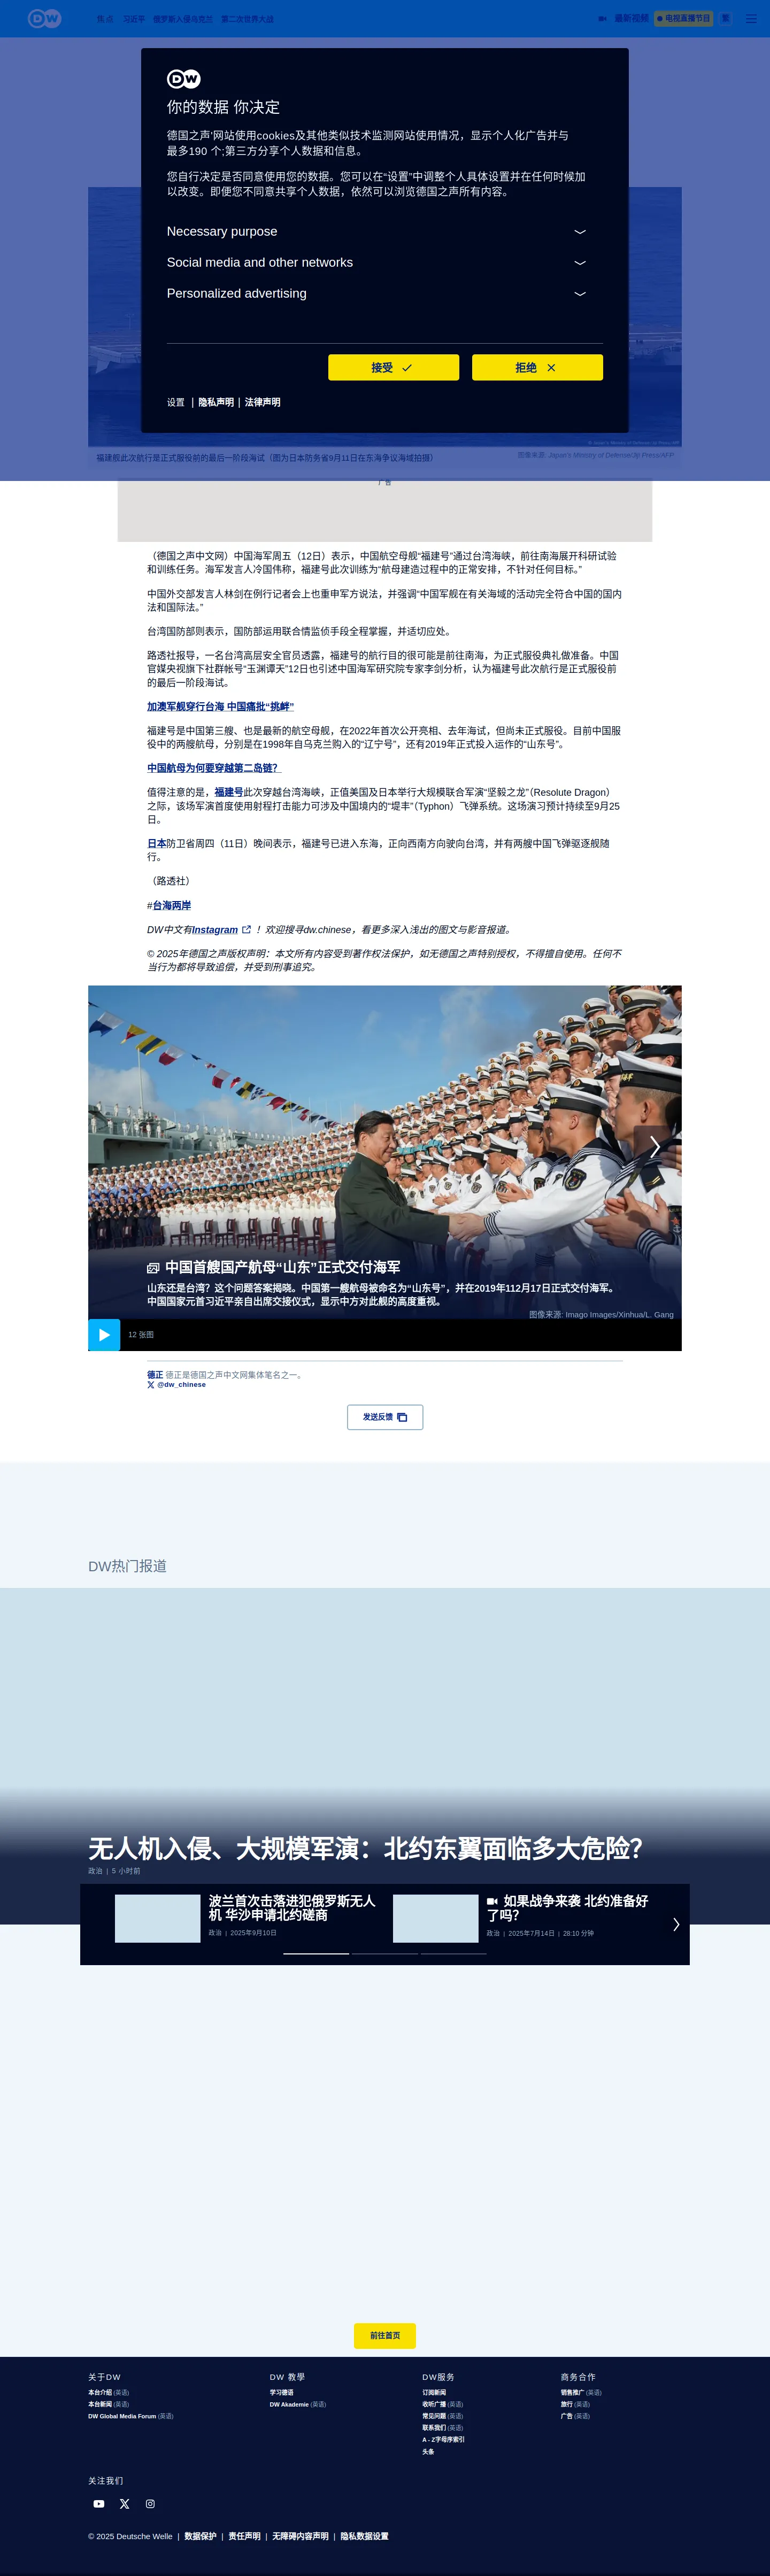 DW
焦点 习近平 俄罗斯入侵乌克兰 第二次世界大战
最新视频 电视直播节目 繁
DW
你的数据 你决定
德国之声'网站使用cookies及其他类似技术监测网站使用情况，显示个人化广告并与
最多190 个;第三方分享个人数据和信息。
您自行决定是否同意使用您的数据。您可以在“设置”中调整个人具体设置并在任何时候加
以改变。即便您不同意共享个人数据，依然可以浏览德国之声所有内容。
Necessary purpose
Social media and other networks
Personalized advertising
接受
拒绝
设置 | 隐私声明 | 法律声明
福建舰此次航行是正式服役前的最后一阶段海试（图为日本防务省9月11日在东海争议海域拍摄）
图像来源: Japan's Ministry of Defense/Jiji Press/AFP
广告
（德国之声中文网）中国海军周五（12日）表示，中国航空母舰“福建号”通过台湾海峡，前往南海展开科研试验
和训练任务。海军发言人冷国伟称，福建号此次训练为“航母建造过程中的正常安排，不针对任何目标。”
中国外交部发言人林剑在例行记者会上也重申军方说法，并强调“中国军舰在有关海域的活动完全符合中国的国内
法和国际法。”
台湾国防部则表示，国防部运用联合情监侦手段全程掌握，并适切应处。
路透社报导，一名台湾高层安全官员透露，福建号的航行目的很可能是前往南海，为正式服役典礼做准备。中国
官媒央视旗下社群帐号“玉渊谭天”12日也引述中国海军研究院专家李剑分析，认为福建号此次航行是正式服役前
的最后一阶段海试。
加澳军舰穿行台海 中国痛批“挑衅”
福建号是中国第三艘、也是最新的航空母舰，在2022年首次公开亮相、去年海试，但尚未正式服役。目前中国服
役中的两艘航母，分别是在1998年自乌克兰购入的“辽宁号”，还有2019年正式投入运作的“山东号”。
中国航母为何要穿越第二岛链？
值得注意的是，福建号此次穿越台湾海峡，正值美国及日本举行大规模联合军演“坚毅之龙”（Resolute Dragon）
之际，该场军演首度使用射程打击能力可涉及中国境内的“堤丰”（Typhon）飞弹系统。这场演习预计持续至9月25
日。
日本防卫省周四（11日）晚间表示，福建号已进入东海，正向西南方向驶向台湾，并有两艘中国飞弹驱逐舰随
行。
（路透社）
#台海两岸
DW中文有Instagram ！欢迎搜寻dw.chinese，看更多深入浅出的图文与影音报道。
© 2025年德国之声版权声明：本文所有内容受到著作权法保护，如无德国之声特别授权，不得擅自使用。任何不
当行为都将导致追偿，并受到刑事追究。
中国首艘国产航母“山东”正式交付海军
山东还是台湾？这个问题答案揭晓。中国第一艘航母被命名为“山东号”，并在2019年112月17日正式交付海军。
中国国家元首习近平亲自出席交接仪式，显示中方对此舰的高度重视。
图像来源: Imago Images/Xinhua/L. Gang
12 张图
德正 德正是德国之声中文网集体笔名之一。
@dw_chinese
发送反馈
DW热门报道
无人机入侵、大规模军演：北约东翼面临多大危险？
政治 | 5 小时前
波兰首次击落进犯俄罗斯无人
机 华沙申请北约磋商
政治 | 2025年9月10日
如果战争来袭 北约准备好
了吗？
政治 | 2025年7月14日 | 28:10 分钟
前往首页
关于DW
本台介绍 (英语)
本台新闻 (英语)
DW Global Media Forum (英语)
DW 教學
学习德语
DW Akademie (英语)
DW服务
订阅新闻
收听广播 (英语)
常见问题 (英语)
联系我们 (英语)
A - Z字母序索引
头条
商务合作
销售推广 (英语)
旅行 (英语)
广告 (英语)
关注我们
© 2025 Deutsche Welle | 数据保护 | 责任声明 | 无障碍内容声明 | 隐私数据设置